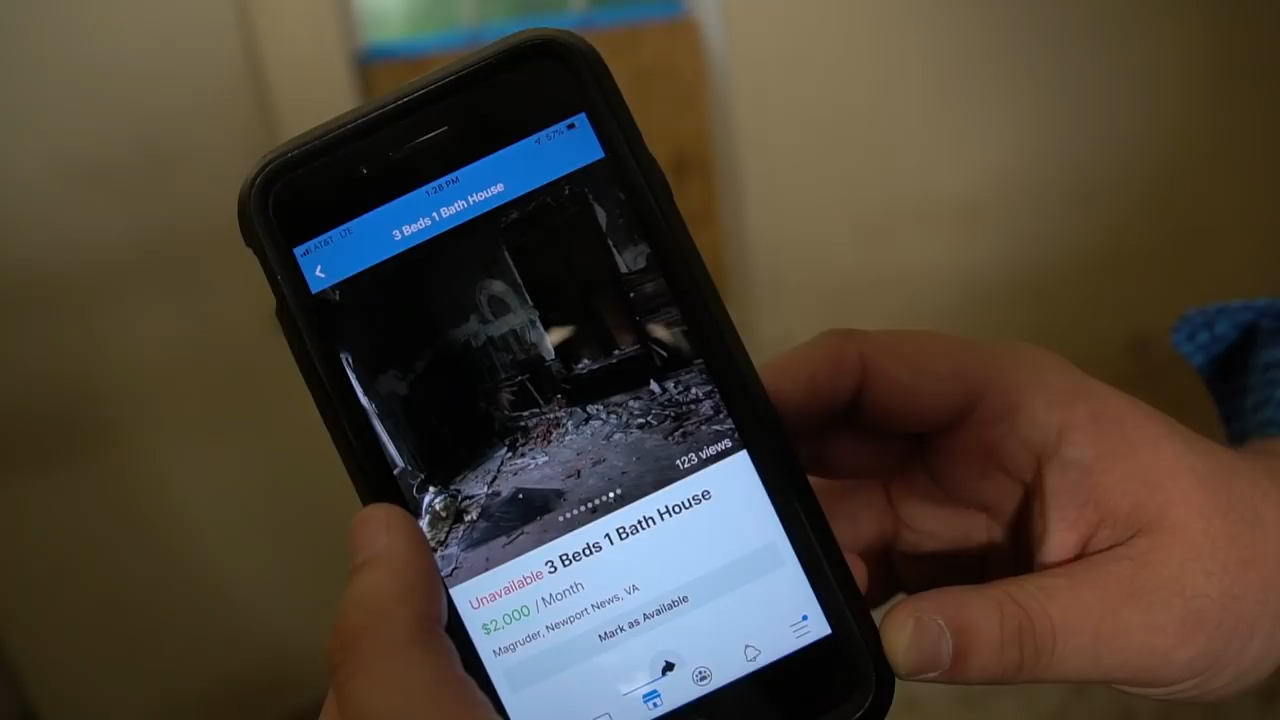 AT&T LTE
1:28 PM
57%
3 Beds 1 Bath House
123 views
Unavailable 3 Beds 1 Bath House
$2,000 / Month
Magruder, Newport News, VA
Mark as Available